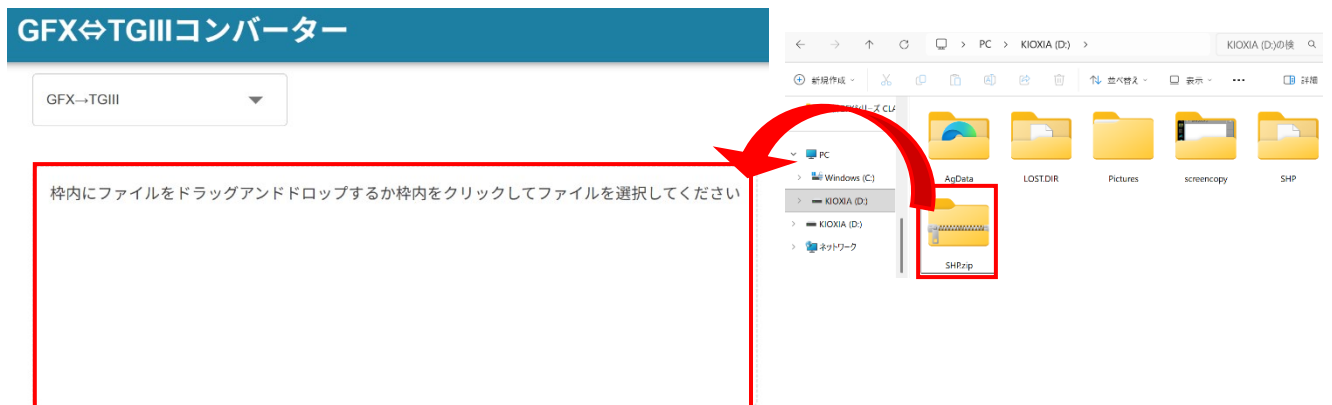 GFX⇔TGIIIコンバーター
GFX→TGIII
枠内にファイルをドラッグアンドドロップするか枠内をクリックしてファイルを選択してください
PC
KIOXIA (D:)
KIOXIA (D:)の検
新規作成
並べ替え
表示
詳細
PC
Windows (C:)
KIOXIA (D:)
KIOXIA (D:)
ネットワーク
AgData
LOST.DIR
Pictures
screencopy
SHP
SHP.zip